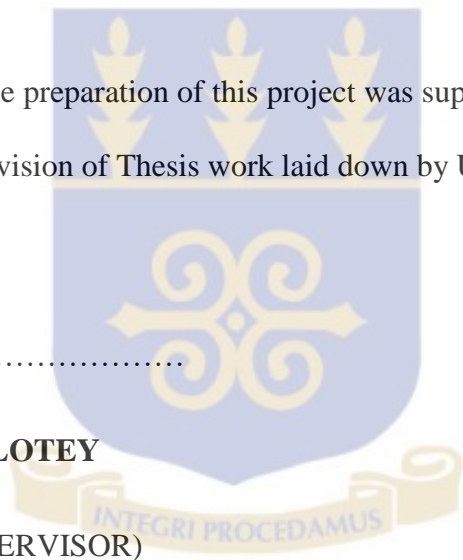 e preparation of this project was sup
vision of Thesis work laid down by
………………
LOTEY
INTEGRI PROCEDAMUS
ERVISOR)